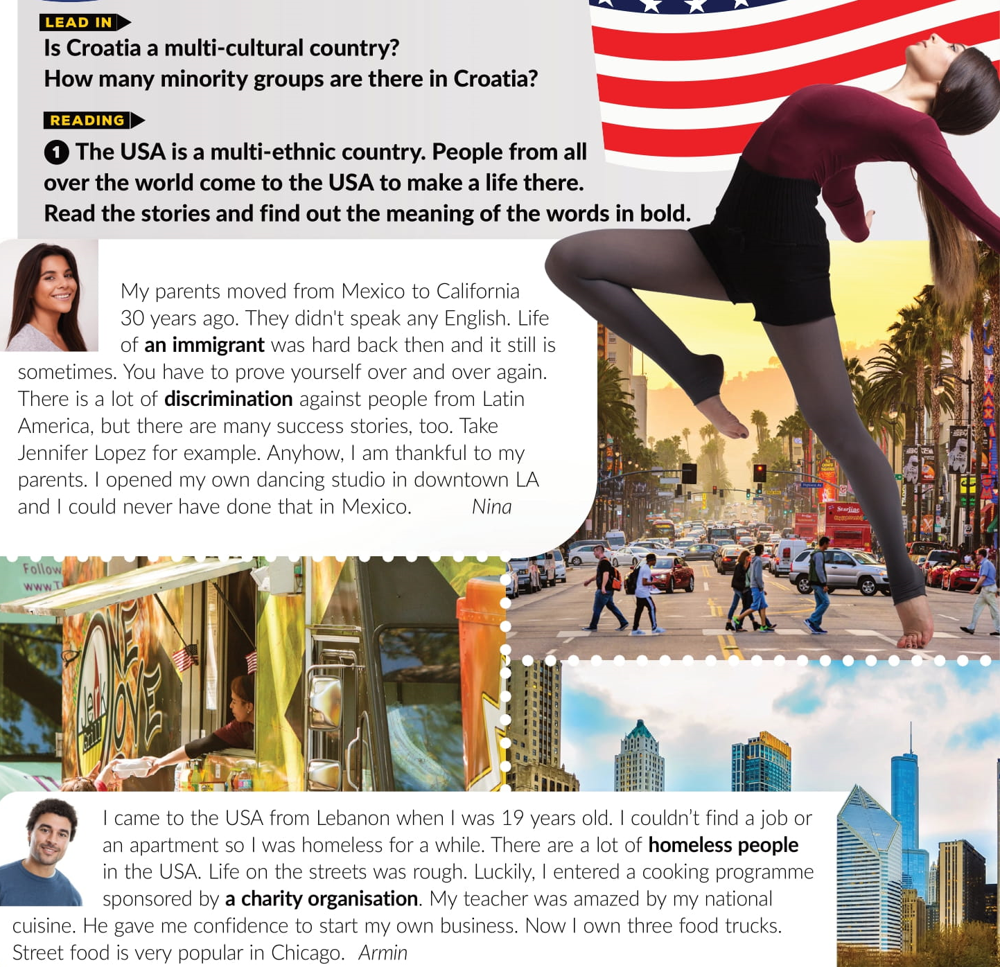 LEAD IN
Is Croatia a multi-cultural country?
How many minority groups are there in Croatia?
READING
1 The USA is a multi-ethnic country. People from all
over the world come to the USA to make a life there.
Read the stories and find out the meaning of the words in bold.
My parents moved from Mexico to California
30 years ago. They didn't speak any English. Life
of an immigrant was hard back then and it still is
sometimes. You have to prove yourself over and over again.
There is a lot of discrimination against people from Latin
America, but there are many success stories, too. Take
Jennifer Lopez for example. Anyhow, I am thankful to my
parents. I opened my own dancing studio in downtown LA
and I could never have done that in Mexico. Nina
Starline
Follow
www.T
ONE
LOVE
Jerk
Grill
I came to the USA from Lebanon when I was 19 years old. I couldn't find a job or
an apartment so I was homeless for a while. There are a lot of homeless people
in the USA. Life on the streets was rough. Luckily, I entered a cooking programme
sponsored by a charity organisation. My teacher was amazed by my national
cuisine. He gave me confidence to start my own business. Now I own three food trucks.
Street food is very popular in Chicago. Armin